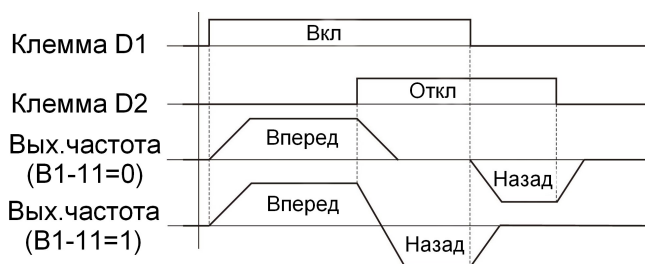 Клемма D1
Вкл
Клемма D2
Откл
Вых.частота
(B1-11=0)
Вперед
Назад
Вых.частота
(B1-11=1)
Вперед
Назад